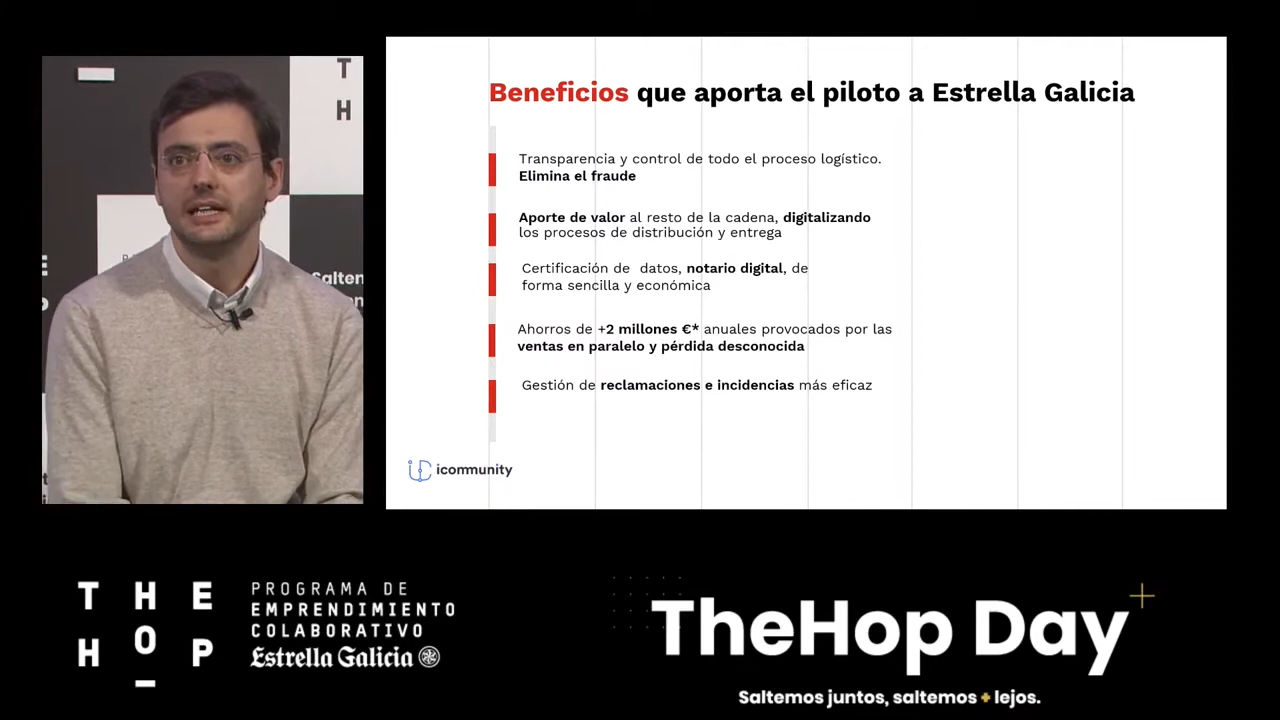 T
H
Salten
Beneficios que aporta el piloto a Estrella Galicia
Transparencia y control de todo el proceso logístico.
Elimina el fraude
Aporte de valor al resto de la cadena, digitalizando
los procesos de distribución y entrega
Certificación de  datos, notario digital, de
forma sencilla y económica
Ahorros de +2 millones €* anuales provocados por las
ventas en paralelo y pérdida desconocida
Gestión de reclamaciones e incidencias más eficaz
icommunity
T H E
H O P
PROGRAMA DE
EMPRENDIMIENTO
COLABORATIVO
Estrella Galicia
TheHop Day+
Saltemos juntos, saltemos + lejos.